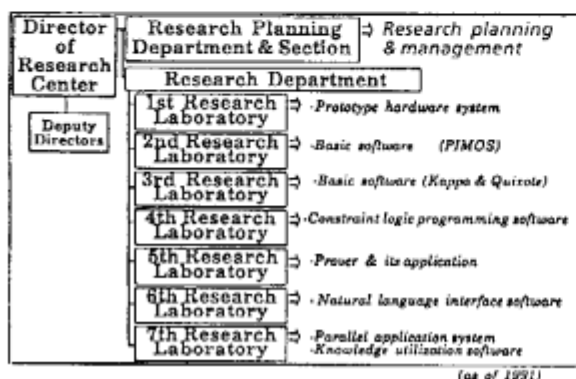 Director
of
Research
Center
Deputy
Directors
Research Planning
Department & Section
⇒ Research planning
& management
Research Department
1st Research
Laboratory
⇒ ·Prototype hardware system
2nd Research
Laboratory
⇒ ·Basic software (PIMOS)
3rd Research
Laboratory
⇒ ·Basic software (Kappa & Quixote)
4th Research
Laboratory
⇒ ·Constraint logic programming software
5th Research
Laboratory
⇒ ·Prover & its application
6th Research
Laboratory
⇒ ·Natural language interface software
7th Research
Laboratory
⇒ ·Parallel application system
·Knowledge utilization software
(as of 1991)